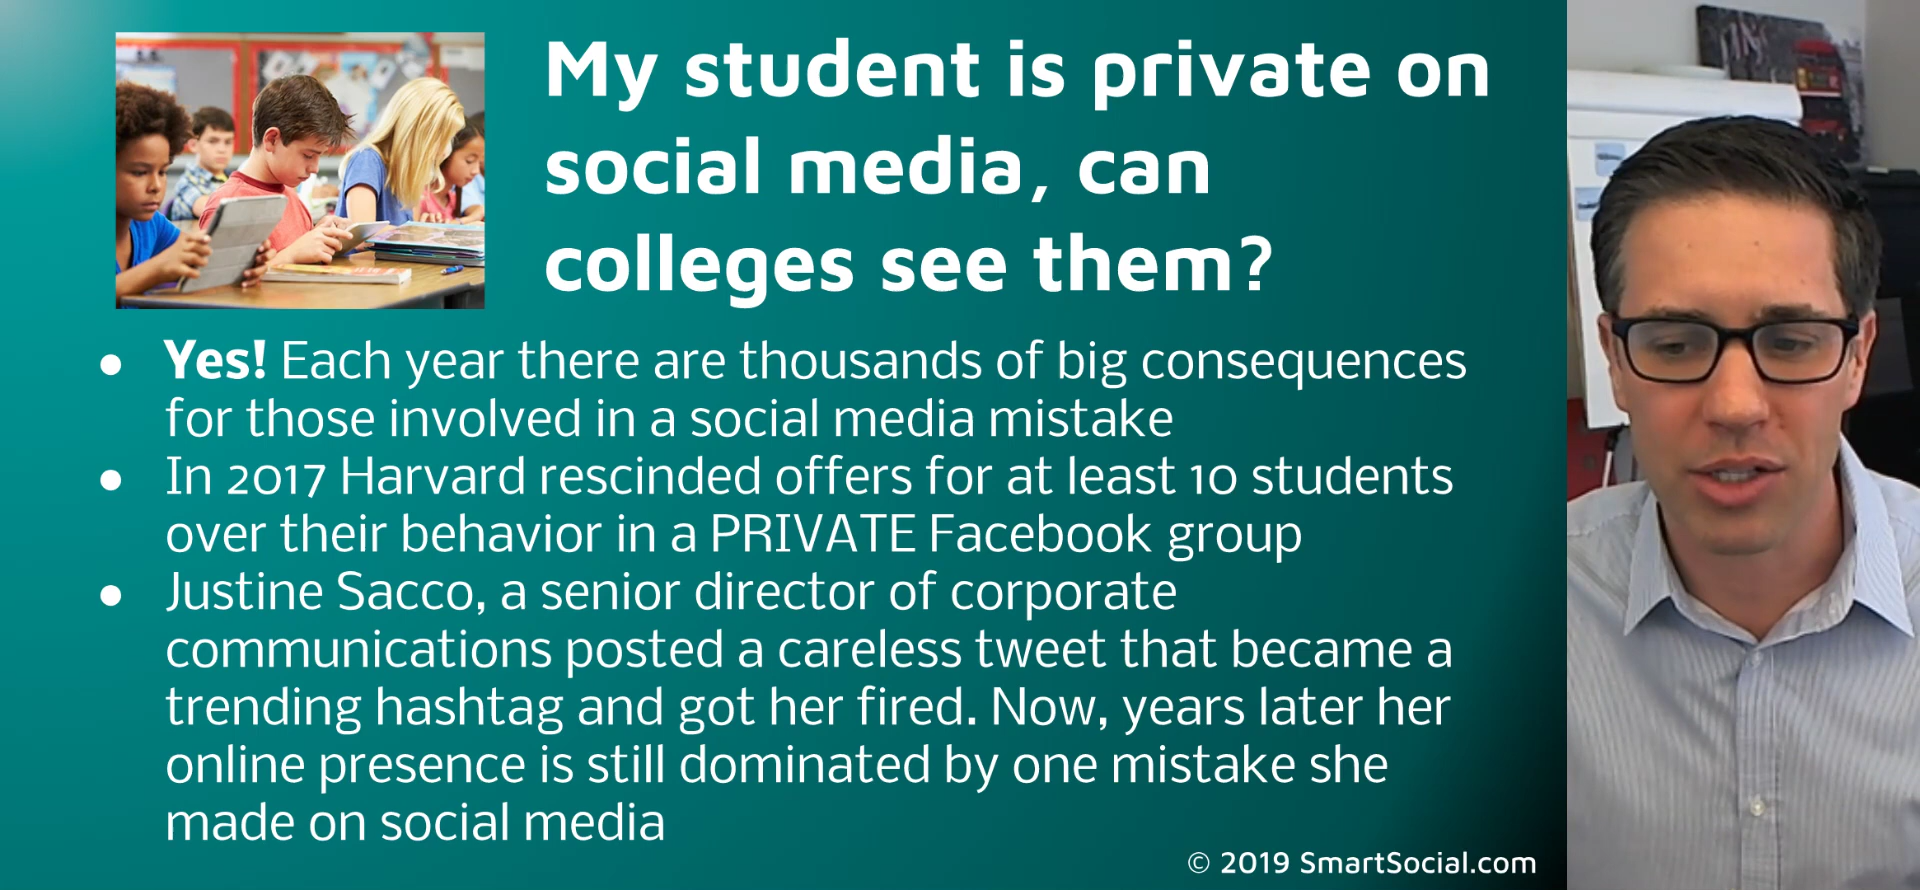 My student is private on
social media, can
colleges see them?
● Yes! Each year there are thousands of big consequences
for those involved in a social media mistake
● In 2017 Harvard rescinded offers for at least 10 students
over their behavior in a PRIVATE Facebook group
● Justine Sacco, a senior director of corporate
communications posted a careless tweet that became a
trending hashtag and got her fired. Now, years later her
online presence is still dominated by one mistake she
made on social media
© 2019 SmartSocial.com